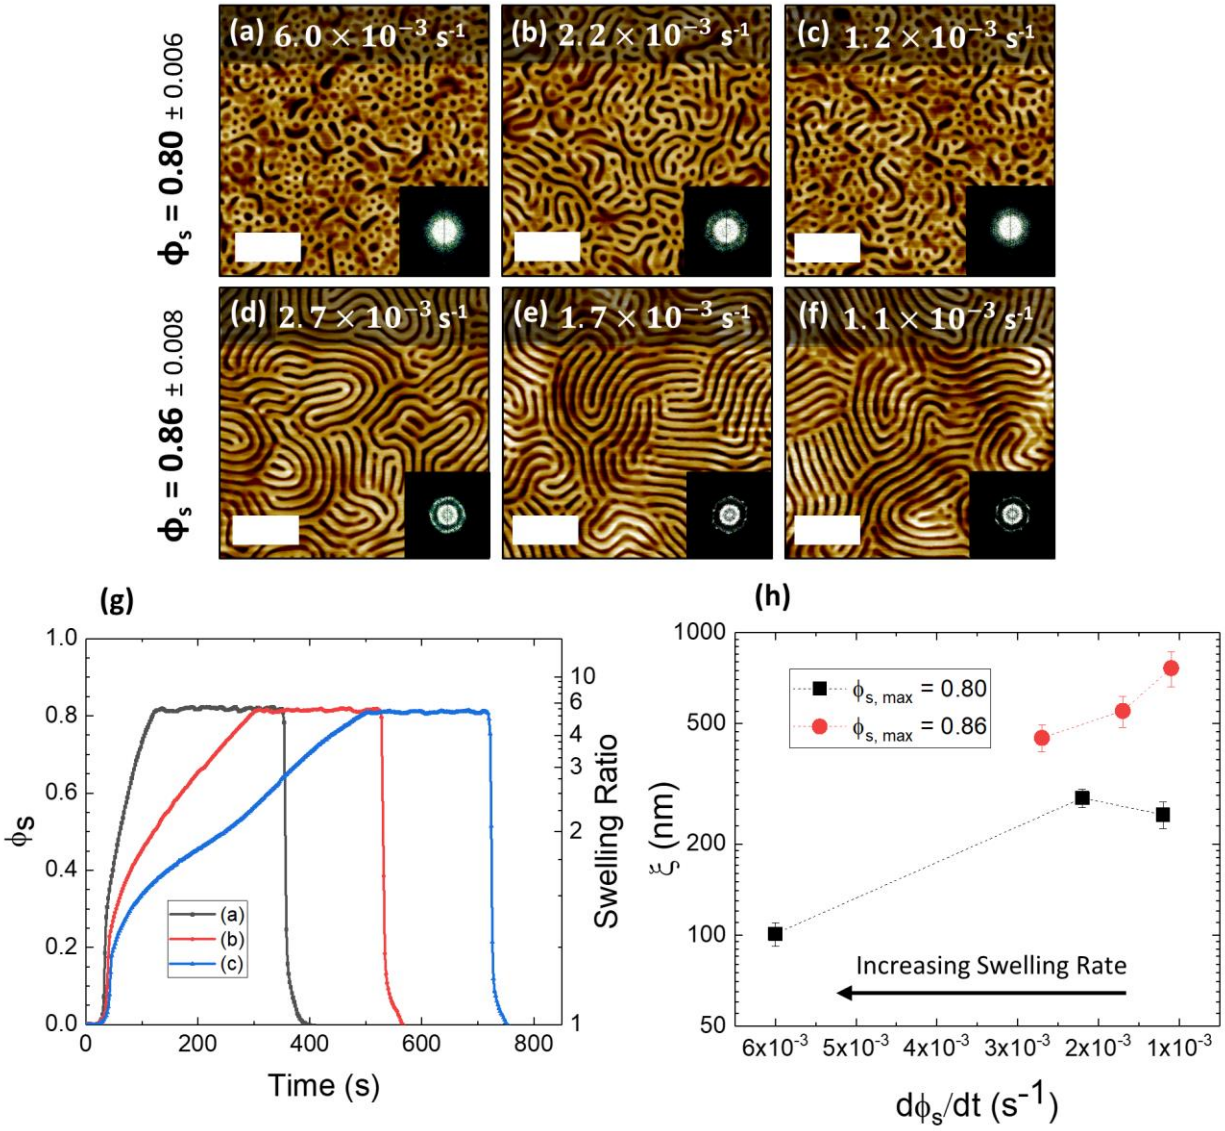 (a) 6.0 × 10⁻³ s⁻¹
(b) 2.2 × 10⁻³ s⁻¹
(c) 1.2 × 10⁻³ s⁻¹
ϕₛ = 0.80 ± 0.006
(d) 2.7 × 10⁻³ s⁻¹
(e) 1.7 × 10⁻³ s⁻¹
(f) 1.1 × 10⁻³ s⁻¹
ϕₛ = 0.86 ± 0.008
(g)
1.0
0.8
0.6
0.4
0.2
0.0
ϕS
0
200
400
600
800
Time (s)
10
6
5
4
3
2
1
Swelling Ratio
(a)
(b)
(c)
(h)
1000
500
200
100
50
ξ (nm)
ϕs, max = 0.80
ϕs, max = 0.86
Increasing Swelling Rate
6x10⁻³
5x10⁻³
4x10⁻³
3x10⁻³
2x10⁻³
1x10⁻³
dϕₛ/dt (s⁻¹)